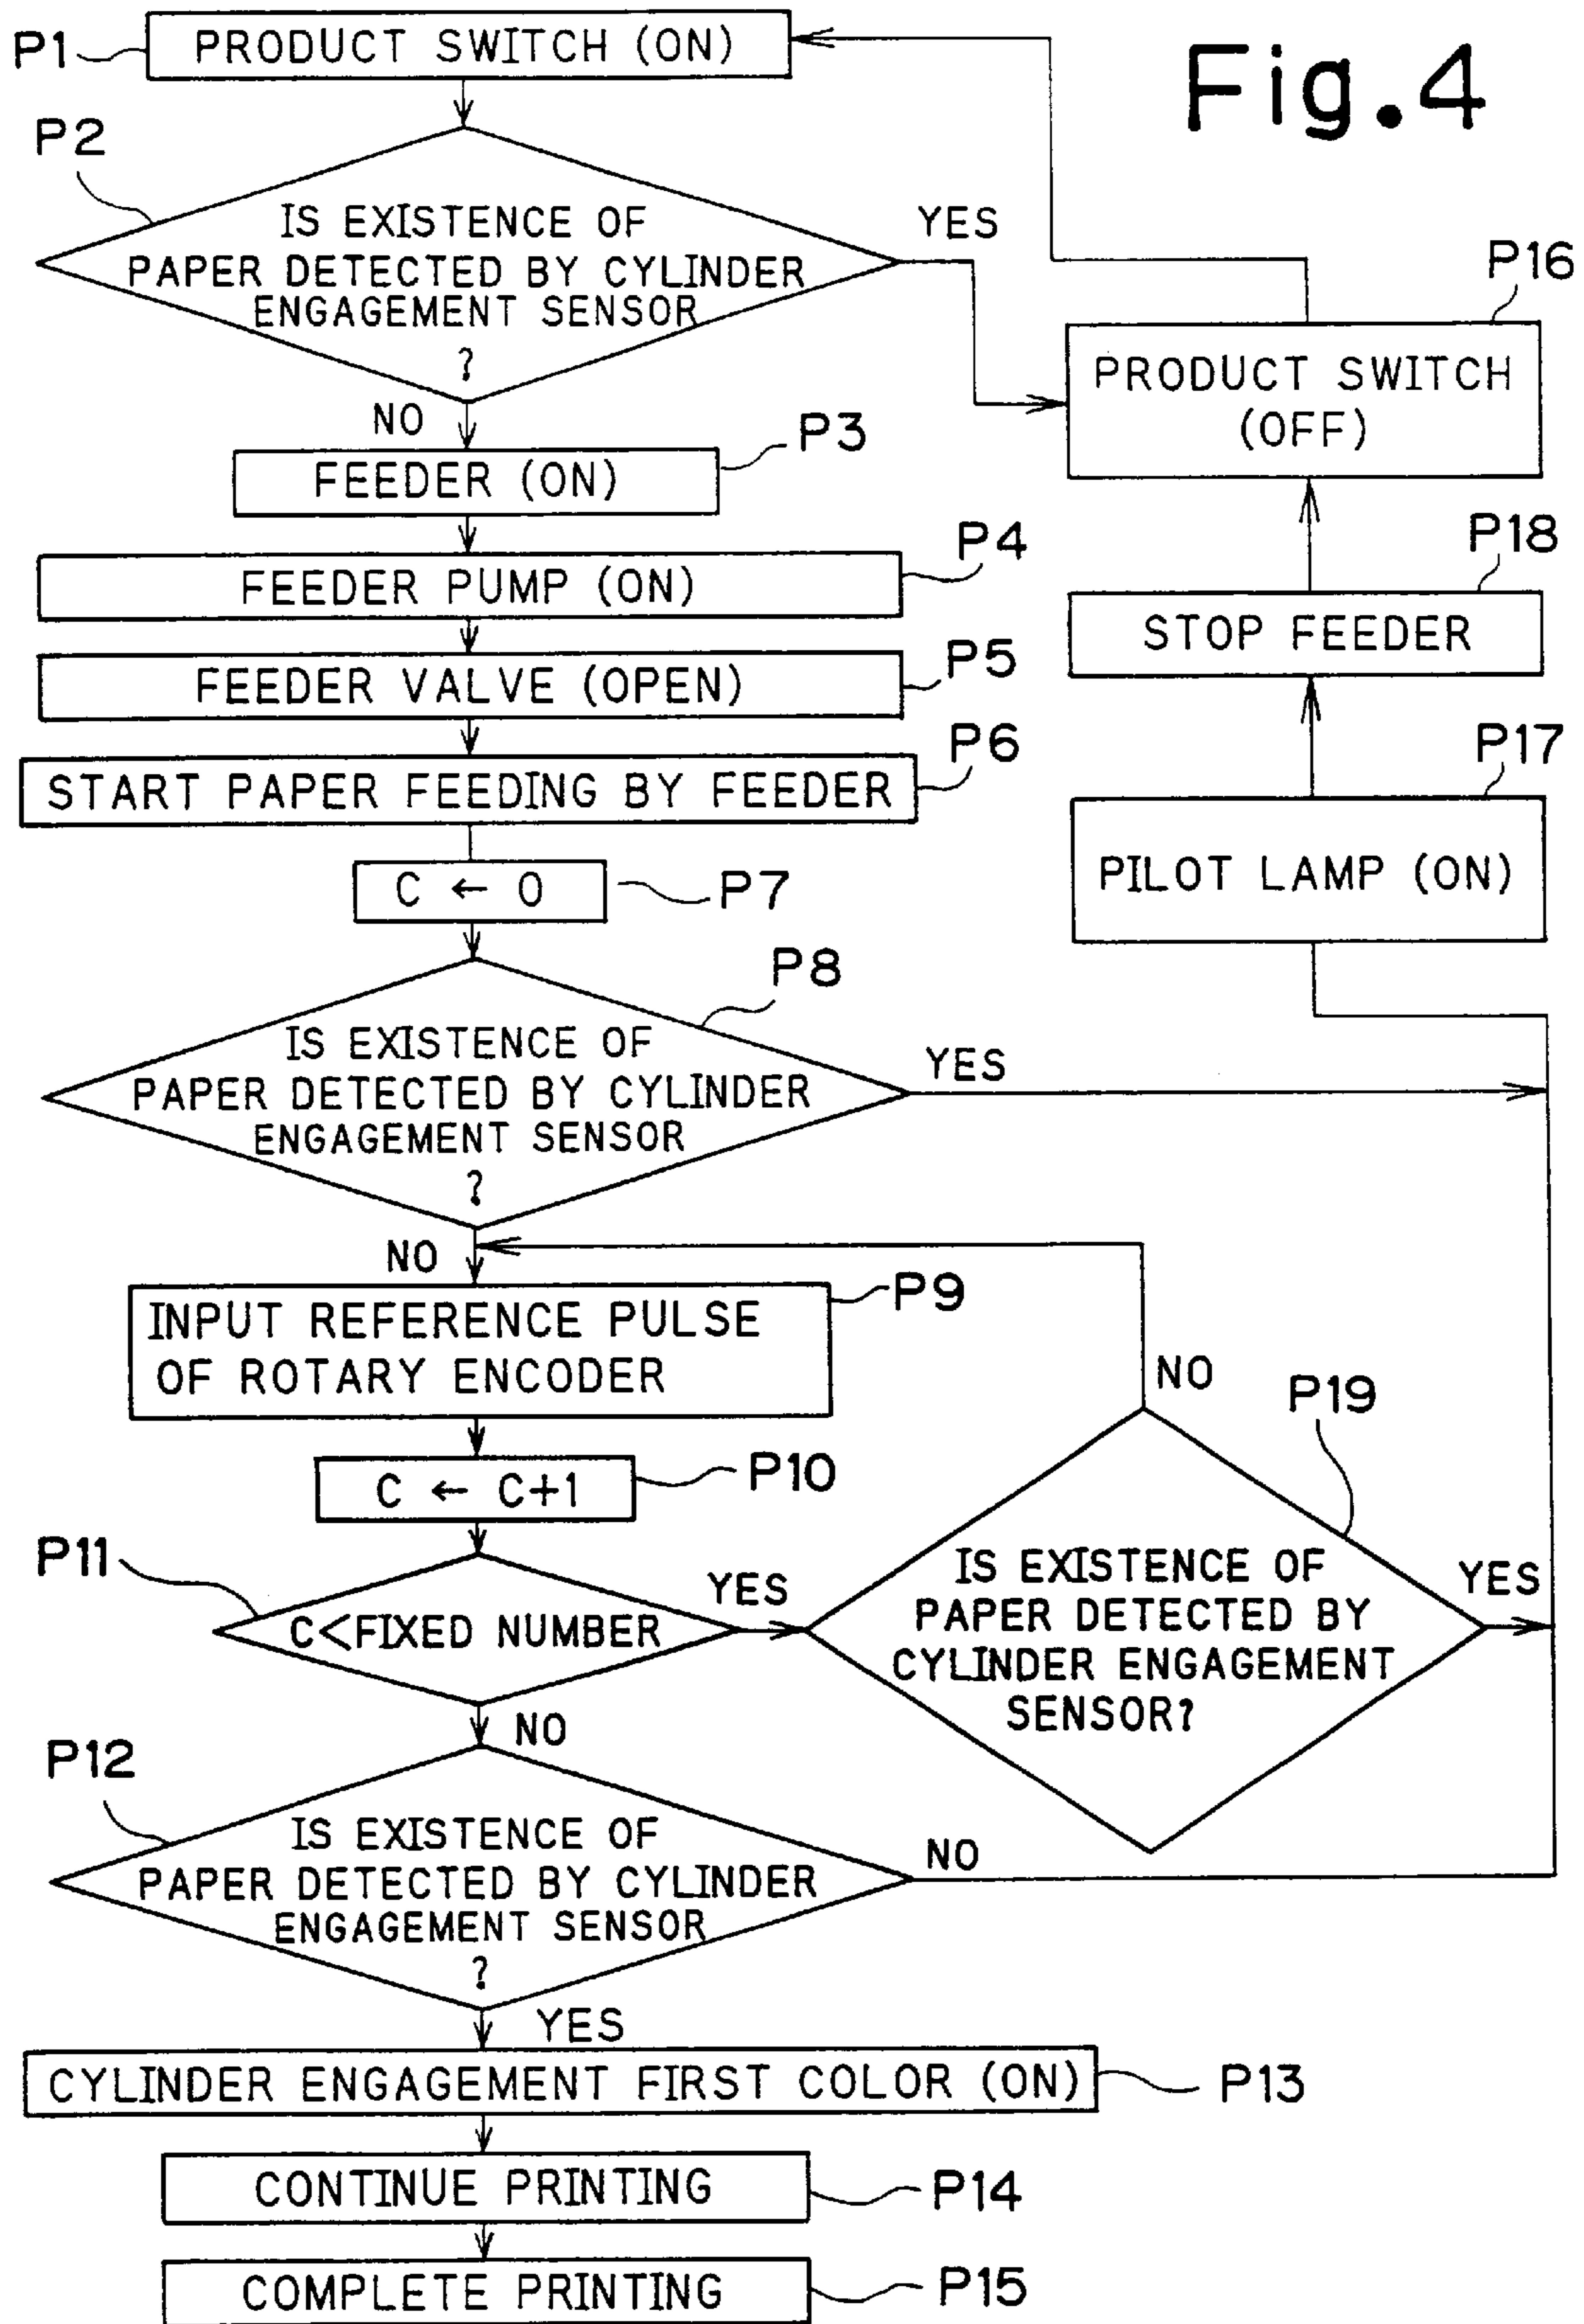 Fig.4
P1
PRODUCT SWITCH (ON)
P2
IS EXISTENCE OF
PAPER DETECTED BY CYLINDER
ENGAGEMENT SENSOR
?
YES
NO
P16
PRODUCT SWITCH
(OFF)
P3
FEEDER (ON)
P4
FEEDER PUMP (ON)
P18
STOP FEEDER
P5
FEEDER VALVE (OPEN)
P6
START PAPER FEEDING BY FEEDER
P17
PILOT LAMP (ON)
P7
C ← 0
P8
IS EXISTENCE OF
PAPER DETECTED BY CYLINDER
ENGAGEMENT SENSOR
?
YES
NO
P9
INPUT REFERENCE PULSE
OF ROTARY ENCODER
P10
C ← C+1
P11
C<FIXED NUMBER
YES
NO
P19
NO
IS EXISTENCE OF
PAPER DETECTED BY
CYLINDER ENGAGEMENT
SENSOR?
YES
P12
IS EXISTENCE OF
PAPER DETECTED BY CYLINDER
ENGAGEMENT SENSOR
?
NO
YES
CYLINDER ENGAGEMENT FIRST COLOR (ON)
P13
CONTINUE PRINTING
P14
COMPLETE PRINTING
P15